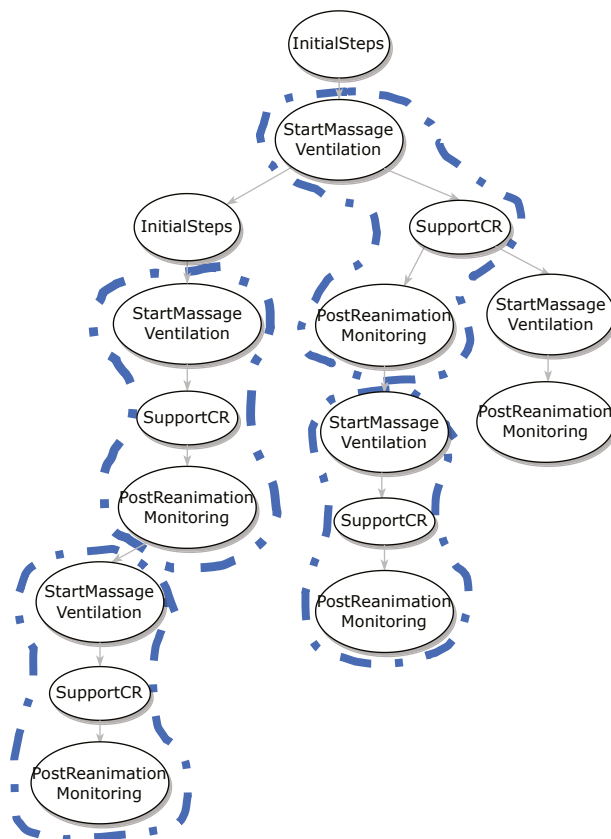 InitialSteps
StartMassage
Ventilation
InitialSteps
SupportCR
StartMassage
Ventilation
PostReanimation
Monitoring
StartMassage
Ventilation
SupportCR
StartMassage
Ventilation
PostReanimation
Monitoring
PostReanimation
Monitoring
SupportCR
StartMassage
Ventilation
PostReanimation
Monitoring
SupportCR
PostReanimation
Monitoring